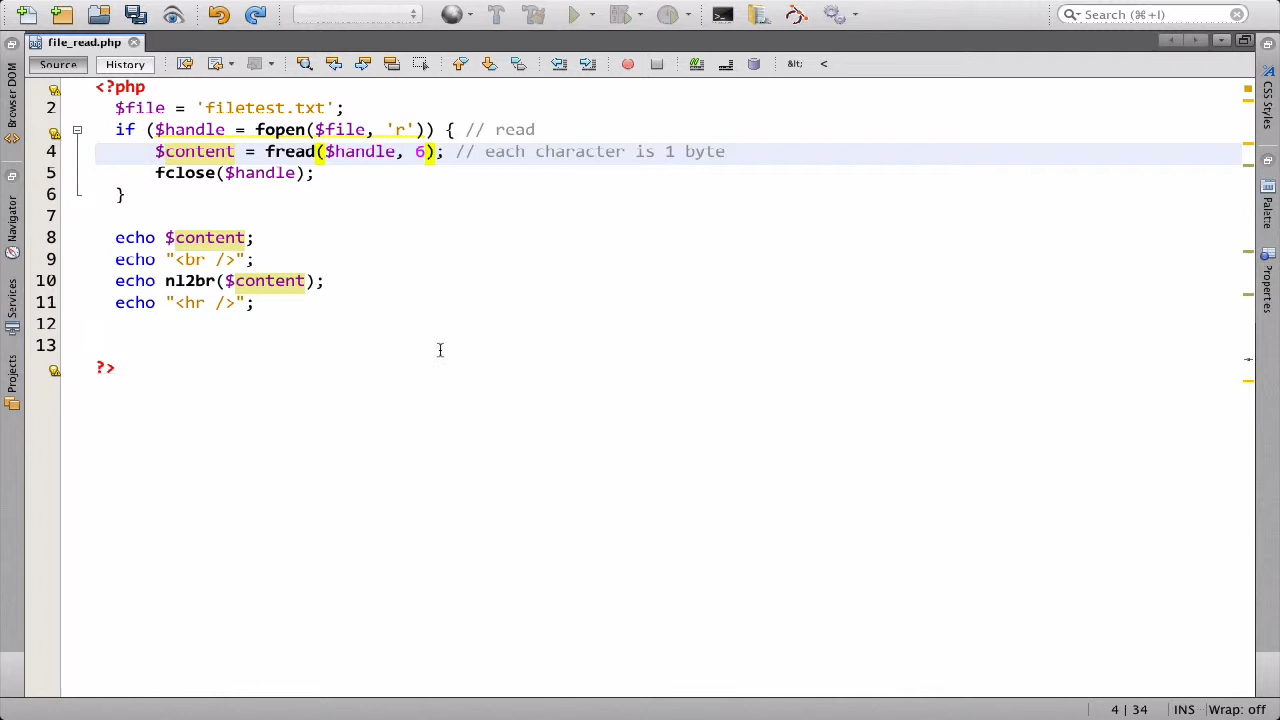 Search (⌘+I)
file_read.php
Source History
<?php
2 $file = 'filetest.txt';
if ($handle = fopen($file, 'r')) { // read
4 $content = fread($handle, 6); // each character is 1 byte
5 fclose($handle);
6 }
7
8 echo $content;
9 echo "<br />";
10 echo nl2br($content);
11 echo "<hr />";
12
13
?>
Browser DOM
Navigator
Services
Projects
CSS Styles
Palette
Properties
4 | 34 INS Wrap: off